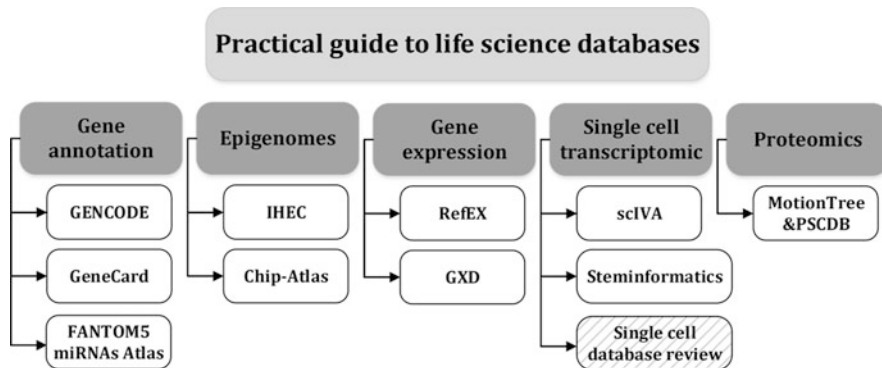 Practical guide to life science databases
Gene
annotation
GENCODE
GeneCard
FANTOM5
miRNAs Atlas
Epigenomes
IHEC
Chip-Atlas
Gene
expression
RefEX
GXD
Single cell
transcriptomic
scIVA
Steminformatics
Single cell
database review
Proteomics
MotionTree
&PSCDB